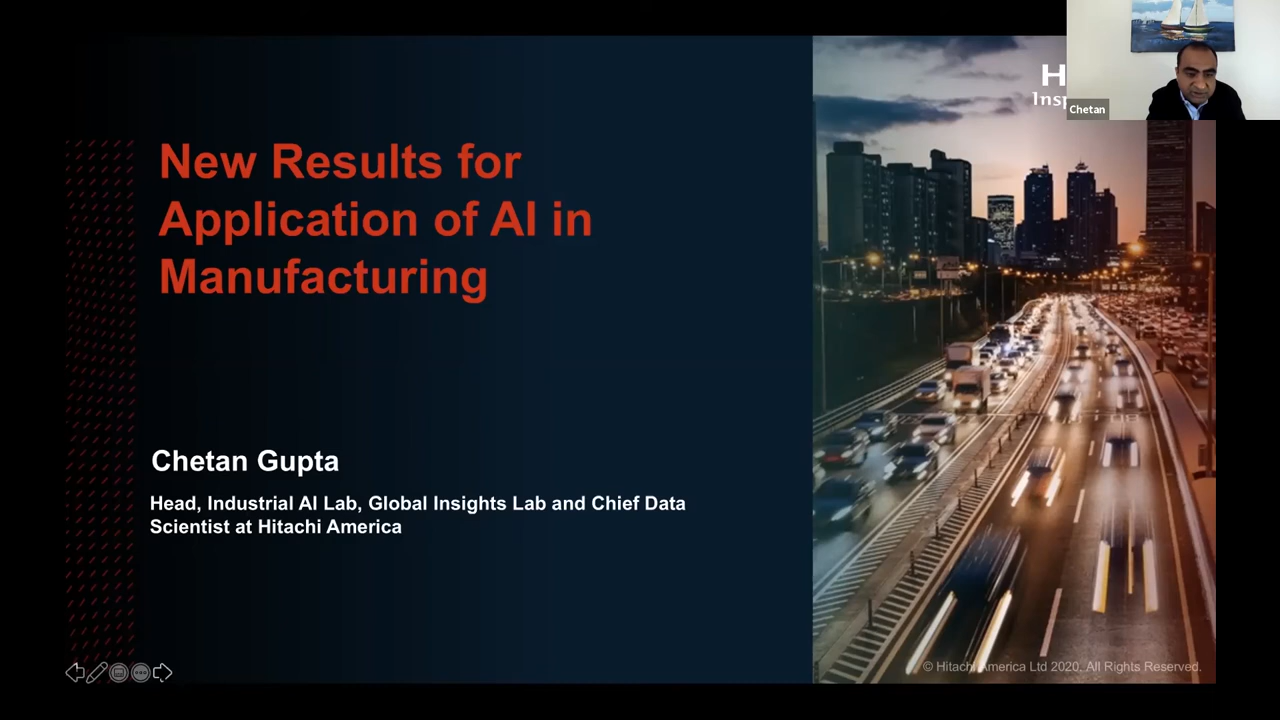 New Results for
Application of AI in
Manufacturing
Chetan Gupta
Head, Industrial AI Lab, Global Insights Lab and Chief Data
Scientist at Hitachi America
Chetan
© Hitachi America Ltd 2020. All Rights Reserved.